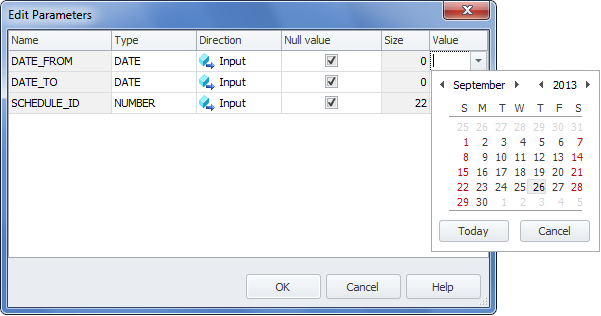 Edit Parameters
Name Type Direction Null value Size Value
DATE_FROM DATE Input 0
DATE_TO DATE Input 0
SCHEDULE_ID NUMBER Input 22
September 2013
S M T W T F S
25 26 27 28 29 30 31
1 2 3 4 5 6 7
8 9 10 11 12 13 14
15 16 17 18 19 20 21
22 23 24 25 26 27 28
29 30 1 2 3 4 5
Today Cancel
OK Cancel Help